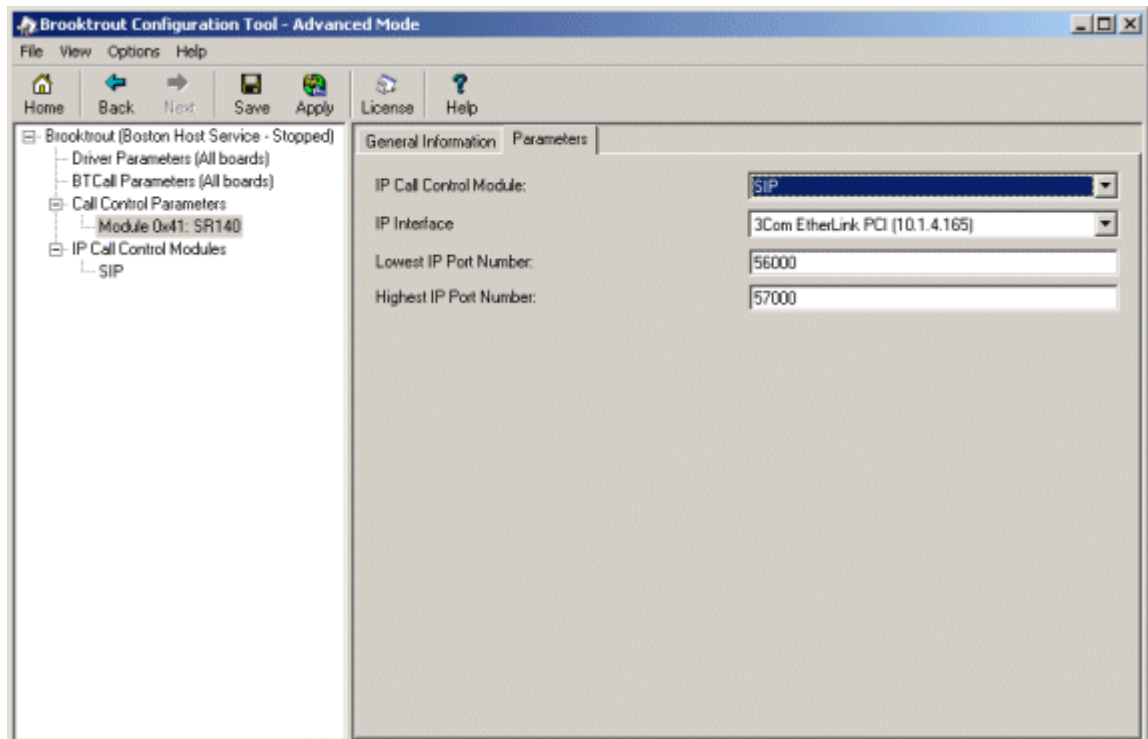 Brooktrout Configuration Tool - Advanced Mode
File View Options Help
Home Back Next Save Apply License Help
Brooktrout (Boston Host Service - Stopped)
Driver Parameters (All boards)
BTCall Parameters (All boards)
Call Control Parameters
Module 0x41: SR140
IP Call Control Modules
SIP
General Information Parameters
IP Call Control Module: SIP
IP Interface 3Com EtherLink PCI (10.1.4.165)
Lowest IP Port Number: 56000
Highest IP Port Number: 57000